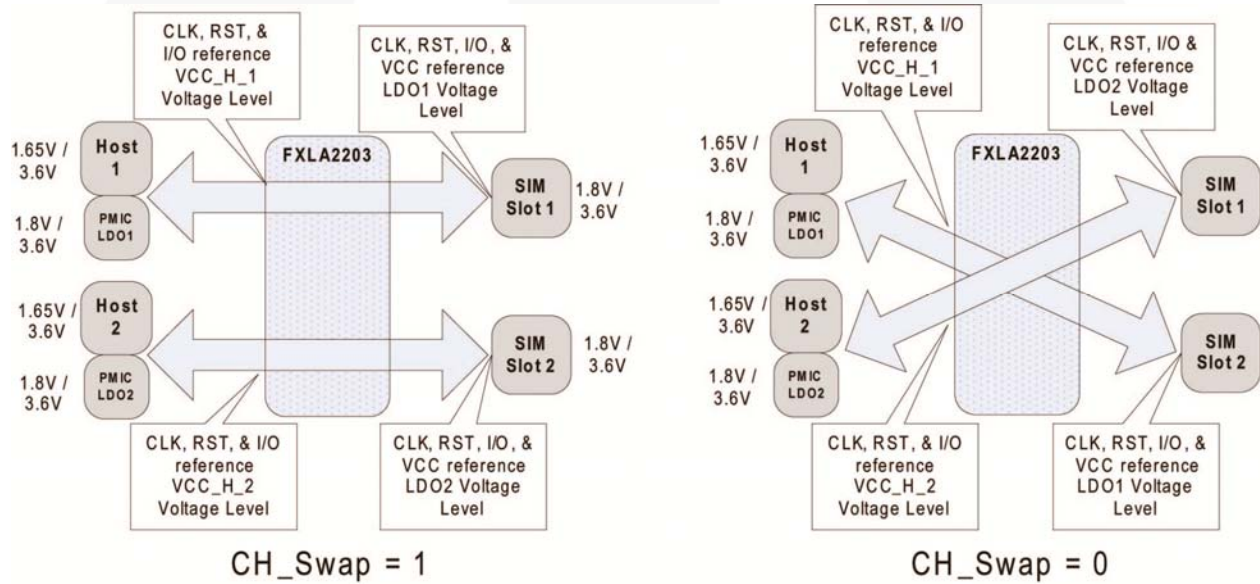 CLK, RST, &
I/O reference
VCC_H_1
Voltage Level
CLK, RST, I/O, &
VCC reference
LDO1 Voltage
Level
1.65V /
3.6V
Host
1
1.8V /
3.6V
PMIC
LDO1
FXLA2203
SIM
Slot 1
1.8V /
3.6V
1.65V /
3.6V
Host
2
1.8V /
3.6V
PMIC
LDO2
SIM
Slot 2
1.8V /
3.6V
CLK, RST, & I/O
reference
VCC_H_2
Voltage Level
CLK, RST, I/O, &
VCC reference
LDO2 Voltage
Level
CH_Swap = 1
CLK, RST, & I/O
reference
VCC_H_1
Voltage Level
CLK, RST, I/O &
VCC reference
LDO2 Voltage
Level
1.65V /
3.6V
Host
1
1.8V /
3.6V
PMIC
LDO1
FXLA2203
SIM
Slot 1
1.65V /
3.6V
Host
2
1.8V /
3.6V
PMIC
LDO2
SIM
Slot 2
CLK, RST, & I/O
reference
VCC_H_2
Voltage Level
CLK, RST, I/O, &
VCC reference
LDO1 Voltage
Level
CH_Swap = 0